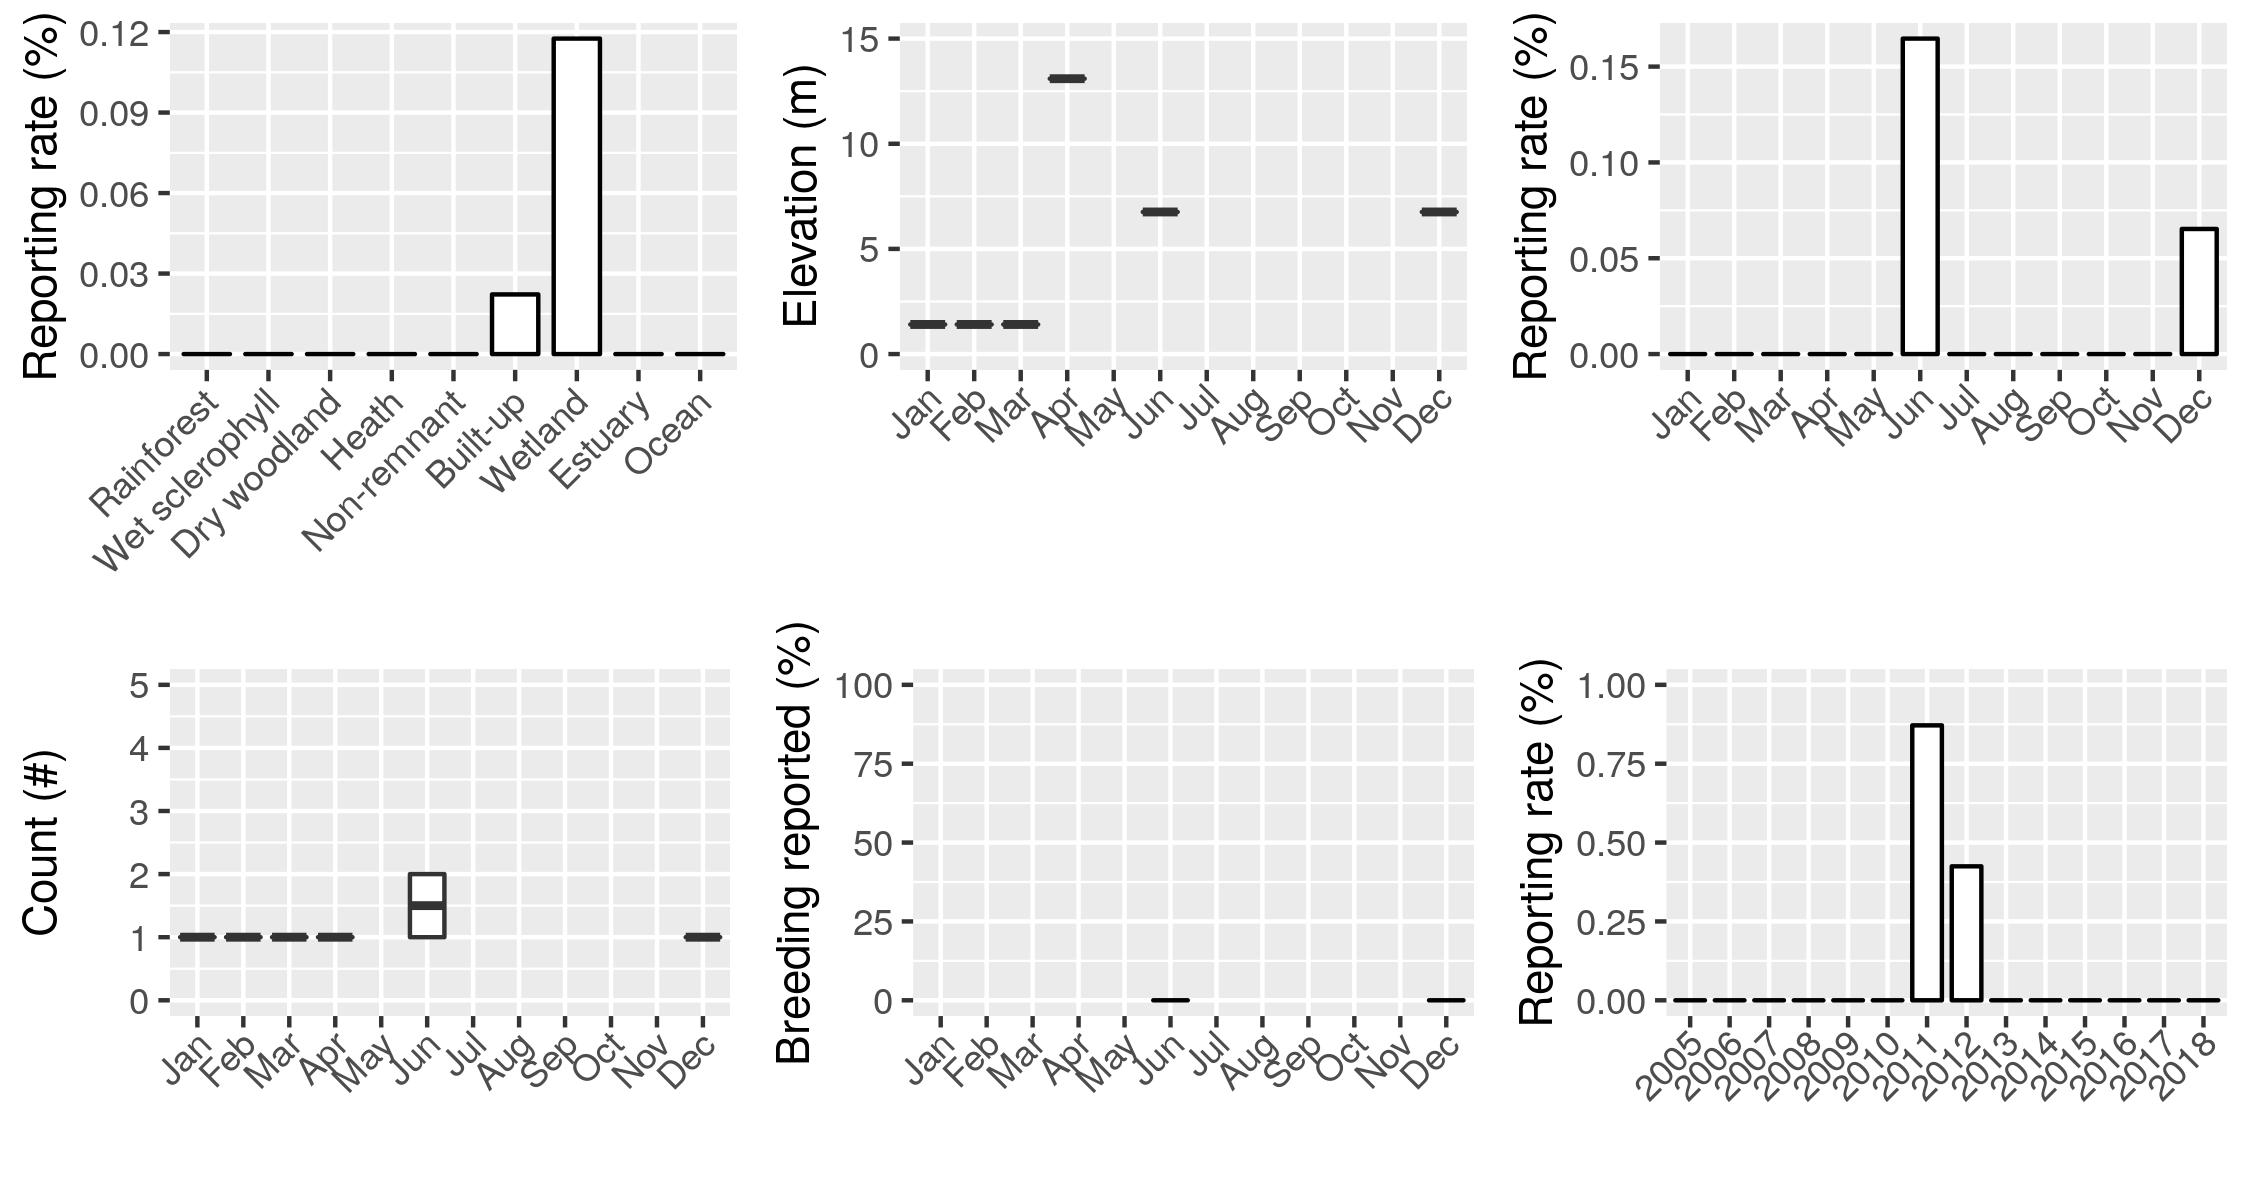 Reporting rate (%)
0.12
0.09
0.06
0.03
0.00
Rainforest
Wet sclerophyll
Dry woodland
Heath
Non-remnant
Built-up
Wetland
Estuary
Ocean
Elevation (m)
15
10
5
0
Jan
Feb
Mar
Apr
May
Jun
Jul
Aug
Sep
Oct
Nov
Dec
Reporting rate (%)
0.15
0.10
0.05
0.00
Jan
Feb
Mar
Apr
May
Jun
Jul
Aug
Sep
Oct
Nov
Dec
Count (#)
5
4
3
2
1
0
Jan
Feb
Mar
Apr
May
Jun
Jul
Aug
Sep
Oct
Nov
Dec
Breeding reported (%)
100
75
50
25
0
Jan
Feb
Mar
Apr
May
Jun
Jul
Aug
Sep
Oct
Nov
Dec
Reporting rate (%)
1.00
0.75
0.50
0.25
0.00
2005
2006
2007
2008
2009
2010
2011
2012
2013
2014
2015
2016
2017
2018